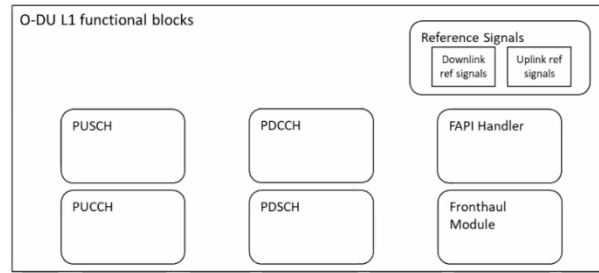 O-DU L1 functional blocks
Reference Signals
Downlink
ref signals
Uplink ref
signals
PUSCH
PDCCH
FAPI Handler
PUCCH
PDSCH
Fronthaul
Module